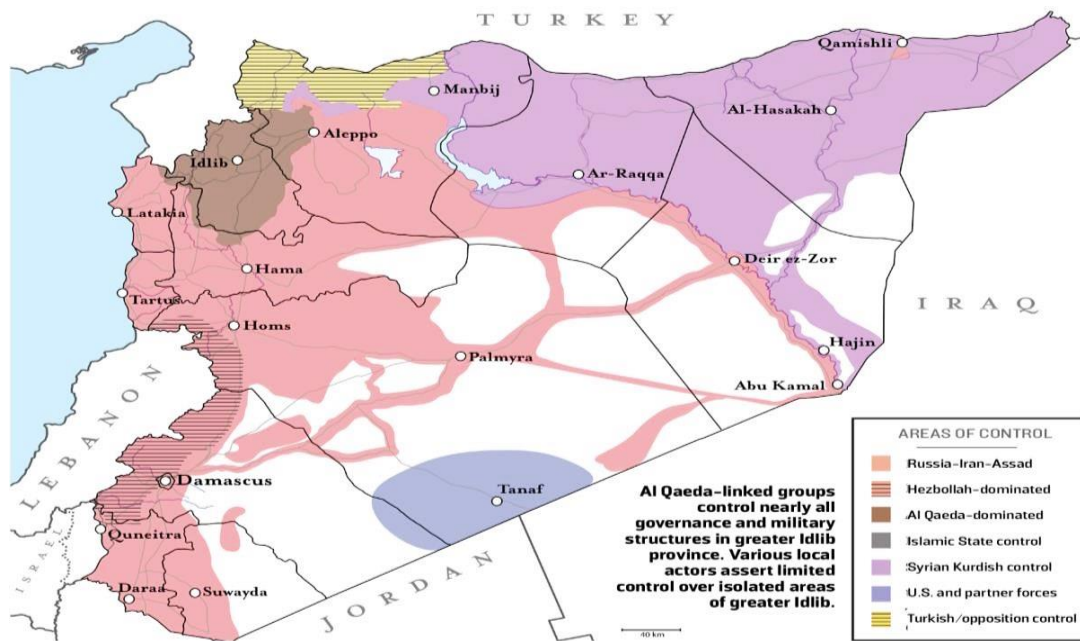 TURKEY
Qamishli
Manbij
Al-Hasakah
Aleppo
Idlib
Ar-Raqqa
Latakia
Hama
Deir ez-Zor
Tartus
IRAQ
Homs
Hajin
Palmyra
Abu Kamal
LEBANON
Damascus
Tanaf
Quneitra
ISRAEL
Daraa
Suwayda
JORDAN
Al Qaeda–linked groups
control nearly all
governance and military
structures in greater Idlib
province. Various local
actors assert limited
control over isolated areas
of greater Idlib.
40 km
AREAS OF CONTROL
Russia-Iran-Assad
Hezbollah-dominated
Al Qaeda-dominated
Islamic State control
Syrian Kurdish control
U.S. and partner forces
Turkish/opposition control